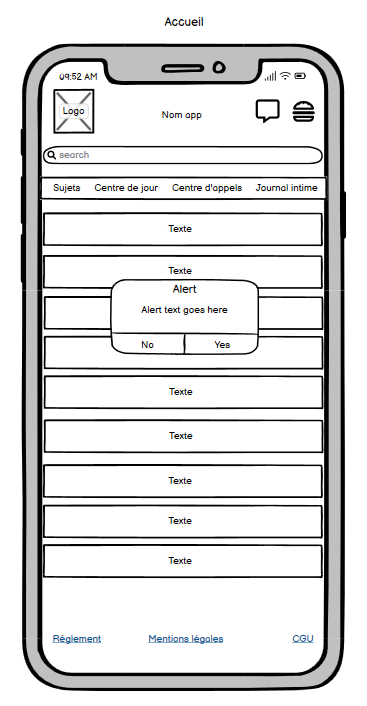 Accueil
09:52 AM
Logo
Nom app
search
Sujets Centre de jour Centre d'appels Journal intime
Texte
Texte
Alert
Alert text goes here
No Yes
Texte
Texte
Texte
Texte
Texte
Réglement Mentions légales CGU